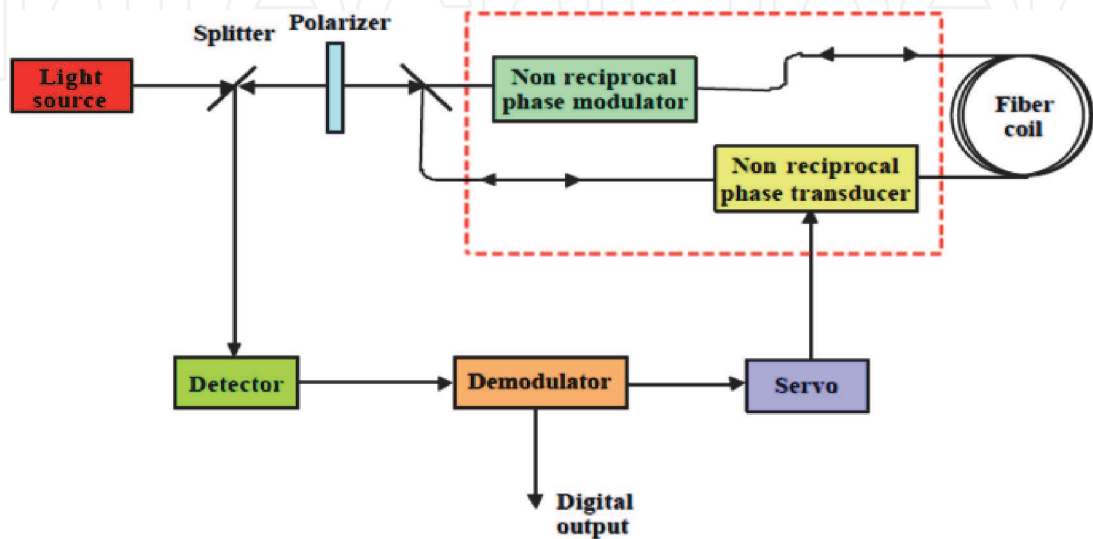 Splitter
Polarizer
Light
source
Non reciprocal
phase modulator
Fiber
coil
Non reciprocal
phase transducer
Detector
Demodulator
Servo
Digital
output